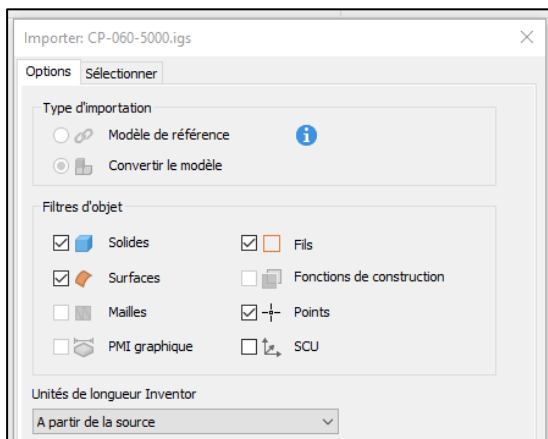 Importer: CP-060-5000.igs
Options Sélectionner
Type d'importation
Modèle de référence
Convertir le modèle
Filtres d'objet
Solides Fils
Surfaces Fonctions de construction
Mailles Points
PMI graphique SCU
Unités de longueur Inventor
A partir de la source